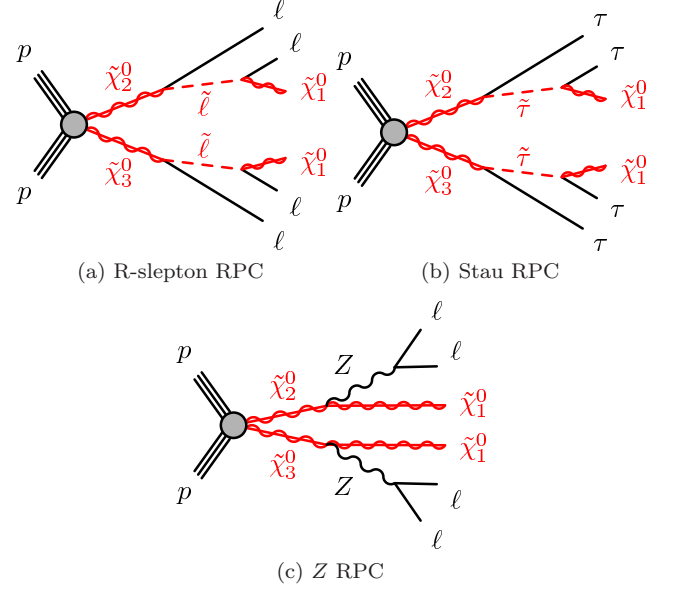 ℓ
ℓ
p
χ̃⁰₂
χ̃⁰₁
ℓ̃
ℓ̃
χ̃⁰₃
χ̃⁰₁
p
ℓ
ℓ
(a) R-slepton RPC
τ
τ
p
χ̃⁰₂
χ̃⁰₁
τ̃
τ̃
χ̃⁰₃
χ̃⁰₁
p
τ
τ
(b) Stau RPC
ℓ
ℓ
p
Z
χ̃⁰₂
χ̃⁰₁
χ̃⁰₁
χ̃⁰₃
Z
p
ℓ
ℓ
(c) Z RPC